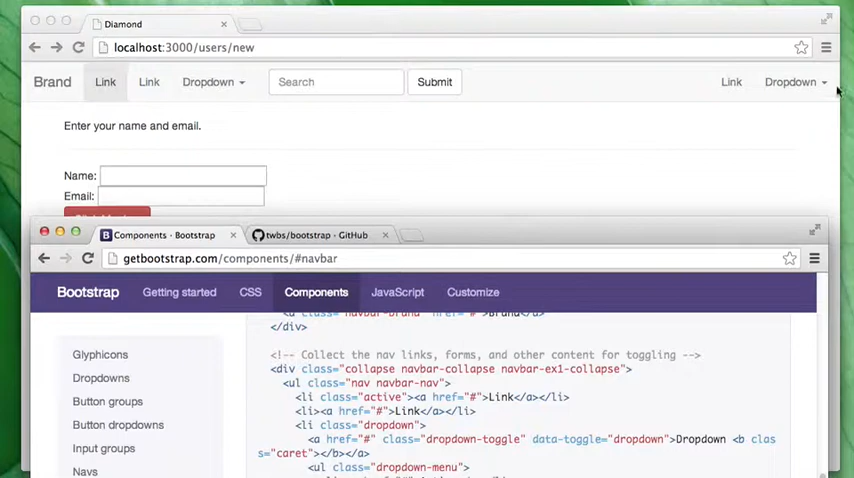 Diamond
localhost:3000/users/new
Brand Link Link Dropdown Search Submit Link Dropdown
Enter your name and email.
Name:
Email:
Components · Bootstrap twbs/bootstrap · GitHub
getbootstrap.com/components/#navbar
Bootstrap Getting started CSS Components JavaScript Customize
Glyphicons
Dropdowns
Button groups
Button dropdowns
Input groups
Navs
<a class="navbar-brand" href="#">Brand</a>
</div>
<!-- Collect the nav links, forms, and other content for toggling -->
<div class="collapse navbar-collapse navbar-ex1-collapse">
<ul class="nav navbar-nav">
<li class="active"><a href="#">Link</a></li>
<li><a href="#">Link</a></li>
<li class="dropdown">
<a href="#" class="dropdown-toggle" data-toggle="dropdown">Dropdown <b clas
s="caret"></b></a>
<ul class="dropdown-menu">